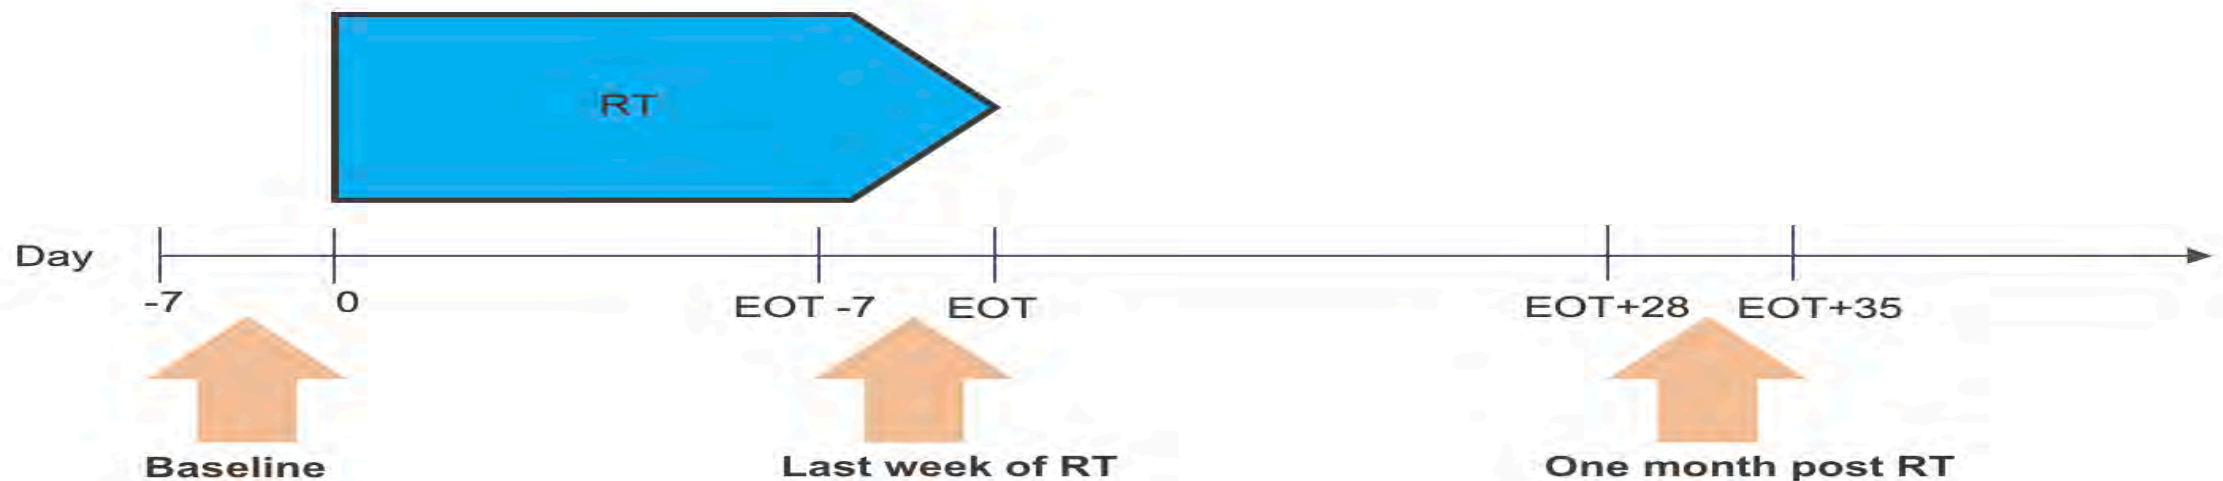 RT
Day
-7
0
EOT -7
EOT
EOT+28
EOT+35
Baseline
Last week of RT
One month post RT